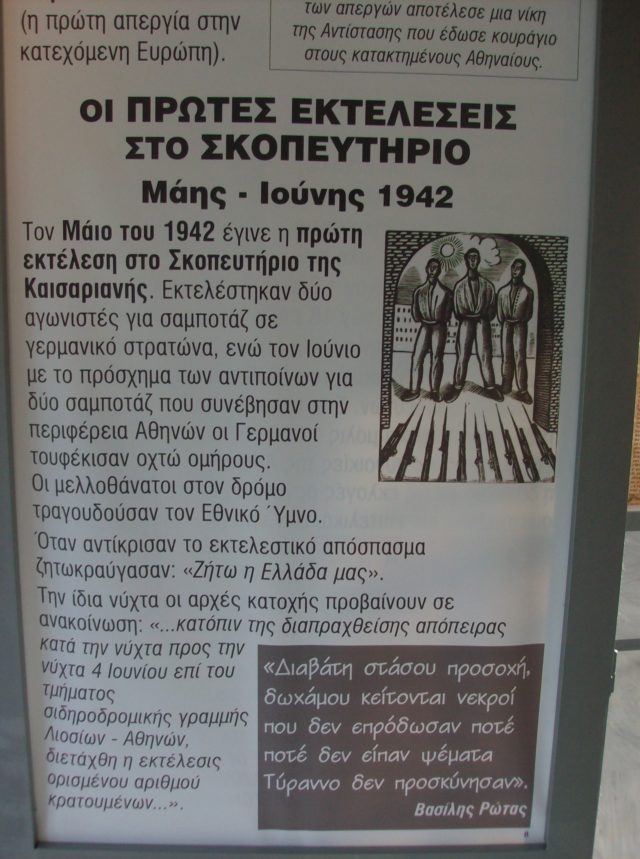 (η πρώτη απεργία στην
κατεχόμενη Ευρώπη).
των απεργών αποτέλεσε μια νίκη
της Αντίστασης που έδωσε κουράγιο
στους κατακτημένους Αθηναίους.
ΟΙ ΠΡΩΤΕΣ ΕΚΤΕΛΕΣΕΙΣ
ΣΤΟ ΣΚΟΠΕΥΤΗΡΙΟ
Μάης - Ιούνης 1942
Τον Μάιο του 1942 έγινε η πρώτη
εκτέλεση στο Σκοπευτήριο της
Καισαριανής. Εκτελέστηκαν δύο
αγωνιστές για σαμποτάζ σε
γερμανικό στρατώνα, ενώ τον Ιούνιο
με το πρόσχημα των αντιποίνων για
δύο σαμποτάζ που συνέβησαν στην
περιφέρεια Αθηνών οι Γερμανοί
τουφέκισαν οχτώ ομήρους.
Οι μελλοθάνατοι στον δρόμο
τραγουδούσαν τον Εθνικό Ύμνο.
Όταν αντίκρισαν το εκτελεστικό απόσπασμα
ζητωκραύγασαν: «Ζήτω η Ελλάδα μας».
Την ίδια νύχτα οι αρχές κατοχής προβαίνουν σε
ανακοίνωση: «...κατόπιν της διαπραχθείσης απόπειρας
κατά την νύχτα προς την
νύχτα 4 Ιουνίου επί του
τμήματος
σιδηροδρομικής γραμμής
Λιοσίων - Αθηνών,
διετάχθη η εκτέλεσις
ορισμένου αριθμού
κρατουμένων...».
«Διαβάτη στάσου προσοχή,
δωχάμου κείτονται νεκροί
που δεν επρόδωσαν ποτέ
ποτέ δεν είπαν ψέματα
Τύραννο δεν προσκύνησαν».
Βασίλης Ρώτας
8